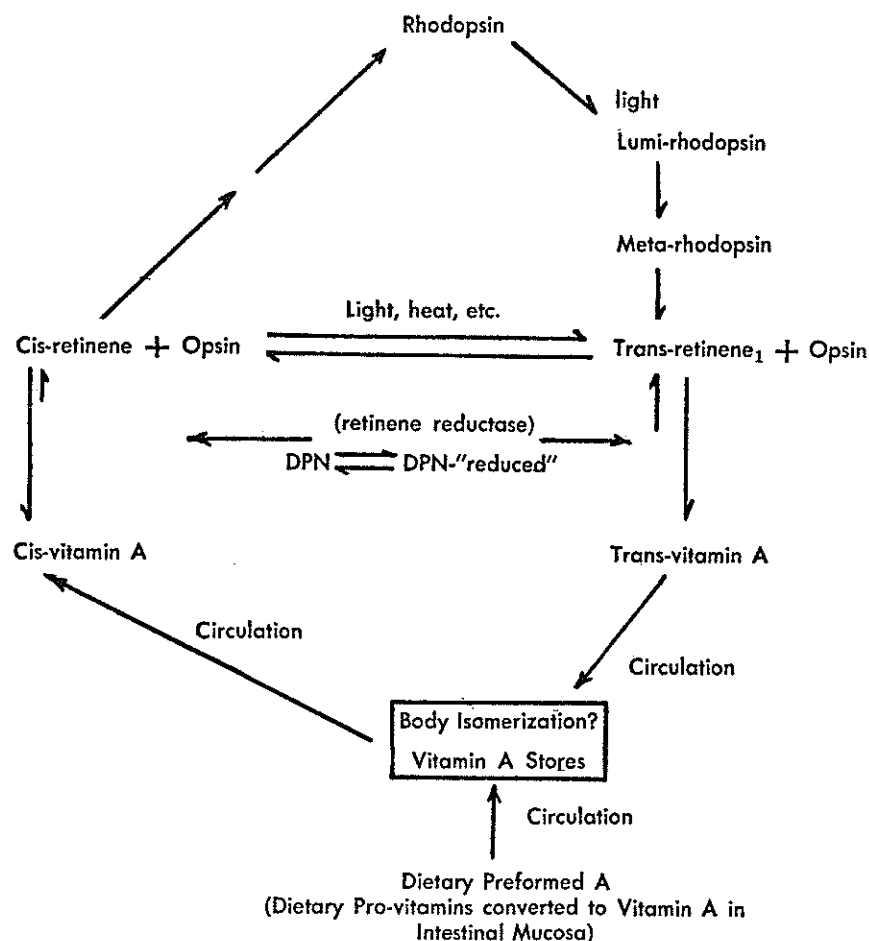 Rhodopsin
light
Lumi-rhodopsin
Meta-rhodopsin
Light, heat, etc.
Cis-retinene + Opsin
Trans-retinene₁ + Opsin
(retinene reductase)
DPN
DPN-"reduced"
Cis-vitamin A
Trans-vitamin A
Circulation
Circulation
Body Isomerization?
Vitamin A Stores
Circulation
Dietary Preformed A
(Dietary Pro-vitamins converted to Vitamin A in
Intestinal Mucosa)